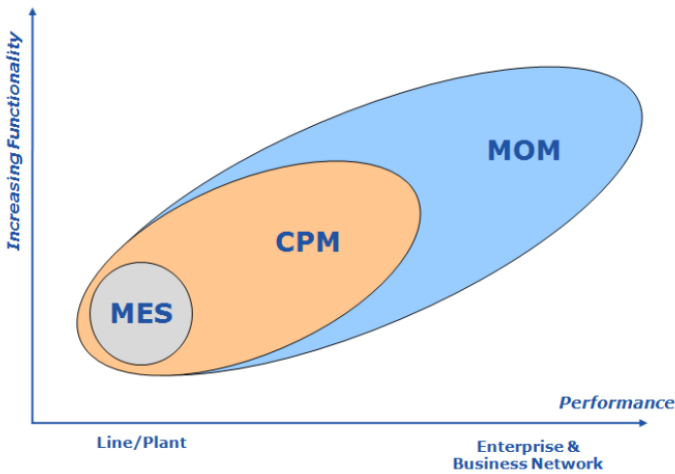 Increasing Functionality
MOM
CPM
MES
Performance
Line/Plant
Enterprise &
Business Network